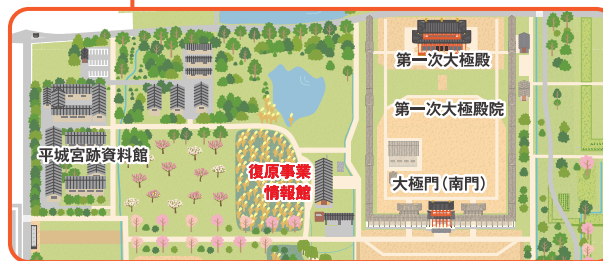 第一次大極殿
第一次大極殿院
平城宮跡資料館
復原事業
情報館
大極門(南門)